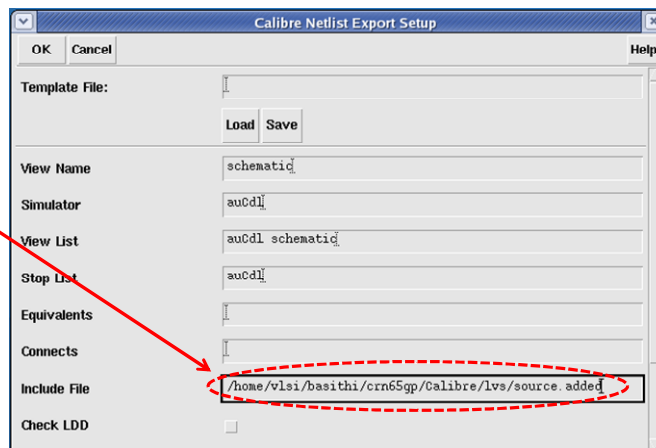 Calibre Netlist Export Setup
OK Cancel Help
Template File:
Load Save
View Name schematic
Simulator auCdl
View List auCdl schematic
Stop List auCdl
Equivalents
Connects
Include File /home/vlsi/basithi/crn65gp/Calibre/lvs/source.added
Check LDD